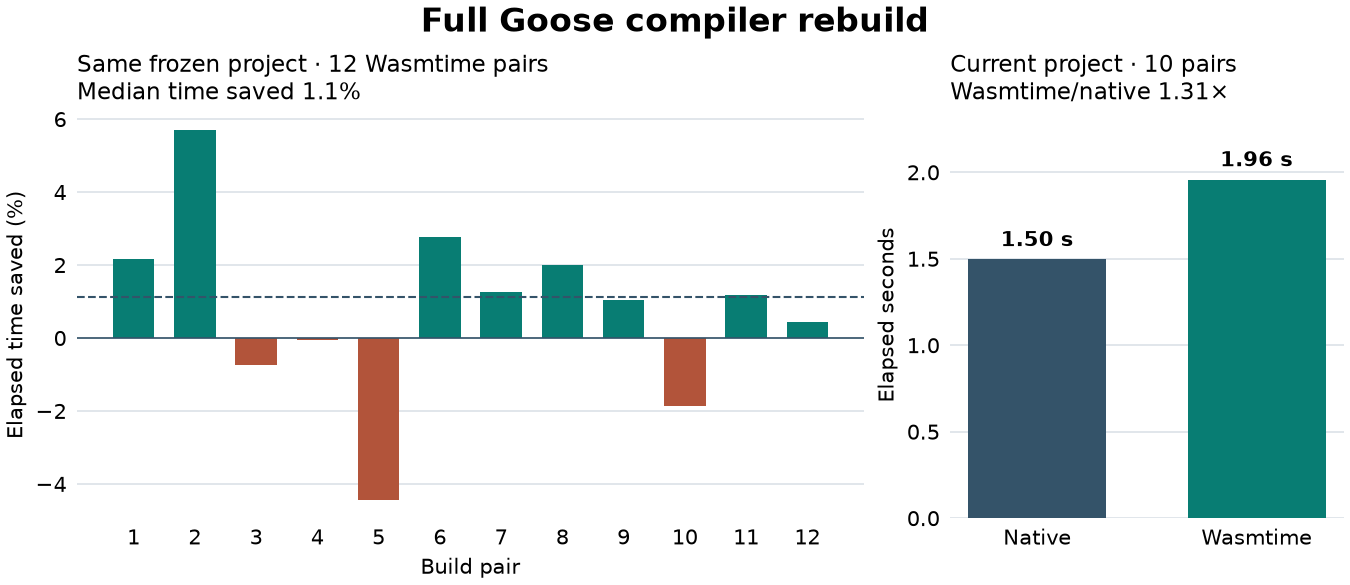 Full Goose compiler rebuild
Same frozen project · 12 Wasmtime pairs
Median time saved 1.1%
Elapsed time saved (%)
6
4
2
0
−2
−4
1 2 3 4 5 6 7 8 9 10 11 12
Build pair
Current project · 10 pairs
Wasmtime/native 1.31×
Elapsed seconds
2.0
1.5
1.0
0.5
0.0
1.50 s
1.96 s
Native Wasmtime